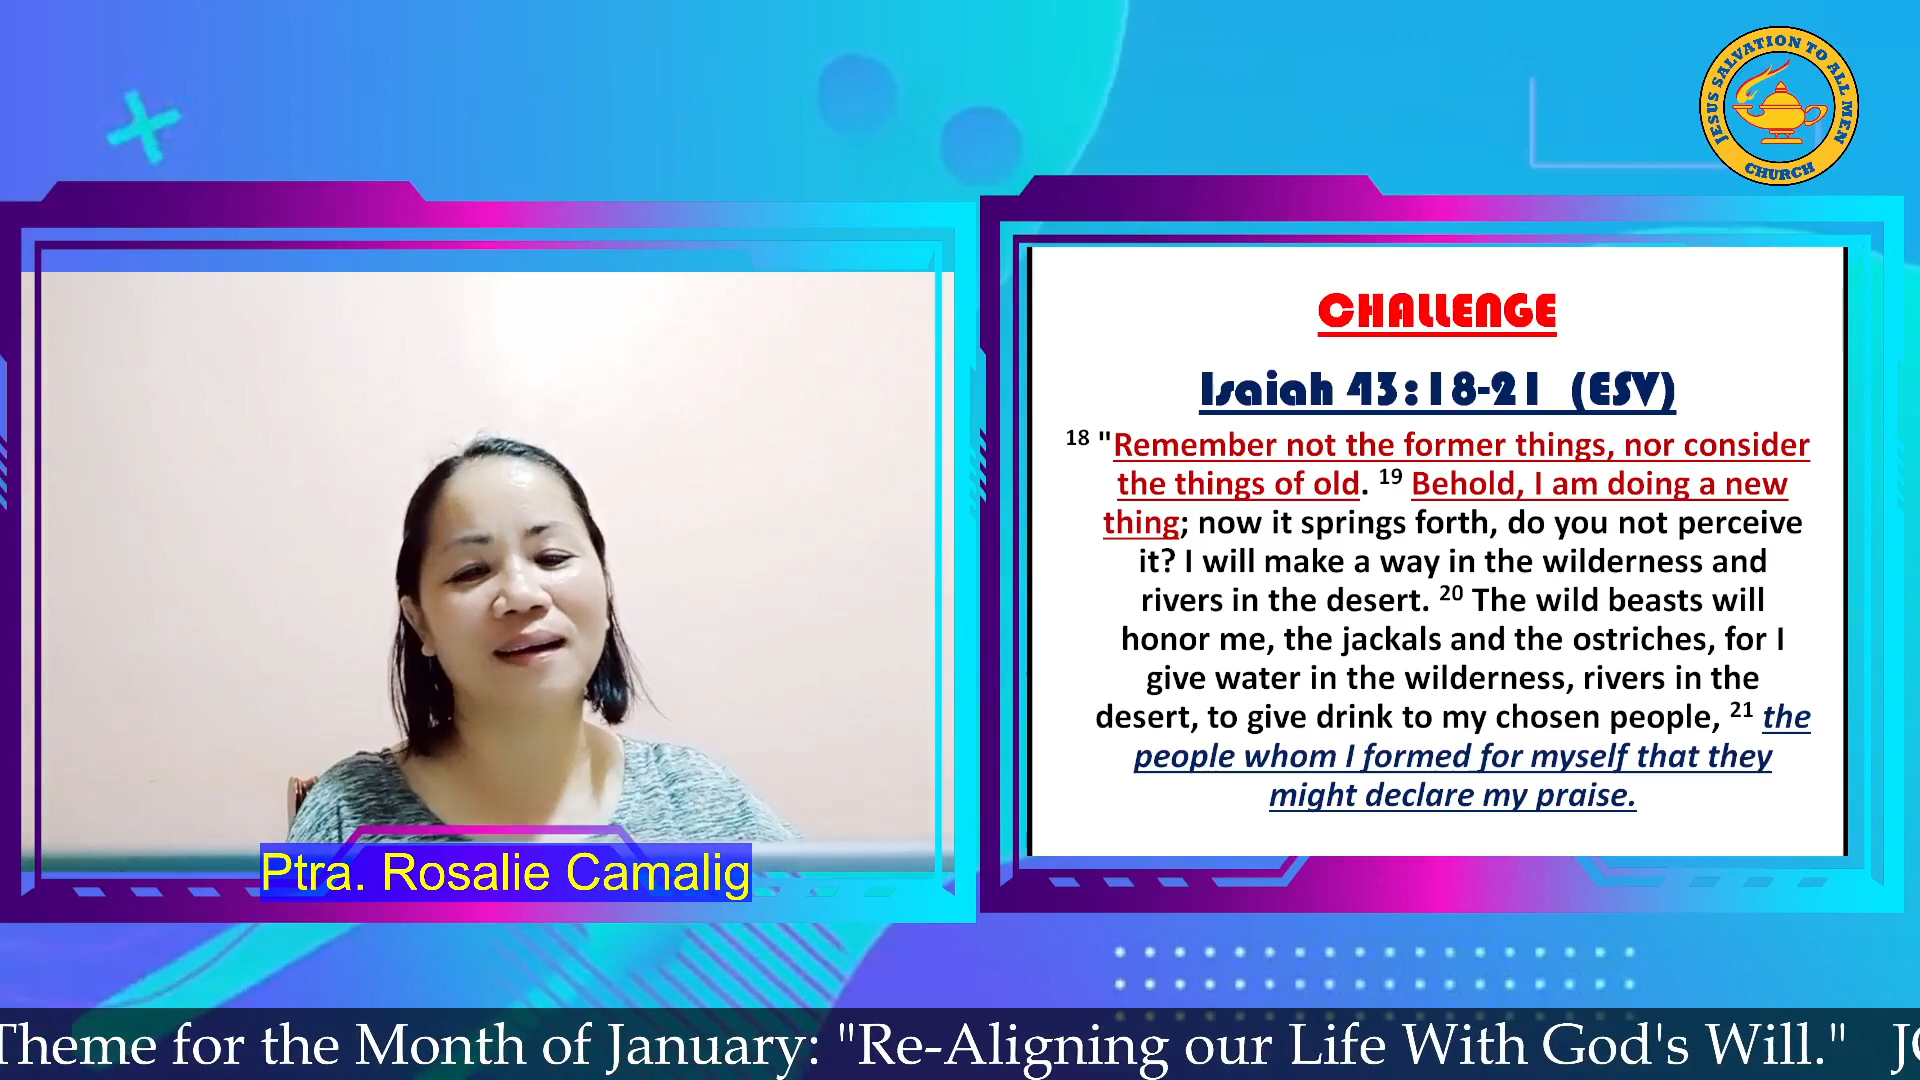 JESUS SALVATION TO ALL MEN
CHURCH
CHALLENGE
Isaiah 43:18-21 (ESV)
18 "Remember not the former things, nor consider
the things of old. 19 Behold, I am doing a new
thing; now it springs forth, do you not perceive
it? I will make a way in the wilderness and
rivers in the desert. 20 The wild beasts will
honor me, the jackals and the ostriches, for I
give water in the wilderness, rivers in the
desert, to give drink to my chosen people, 21 the
people whom I formed for myself that they
might declare my praise.
Ptra. Rosalie Camalig
Theme for the Month of January: "Re-Aligning our Life With God's Will."